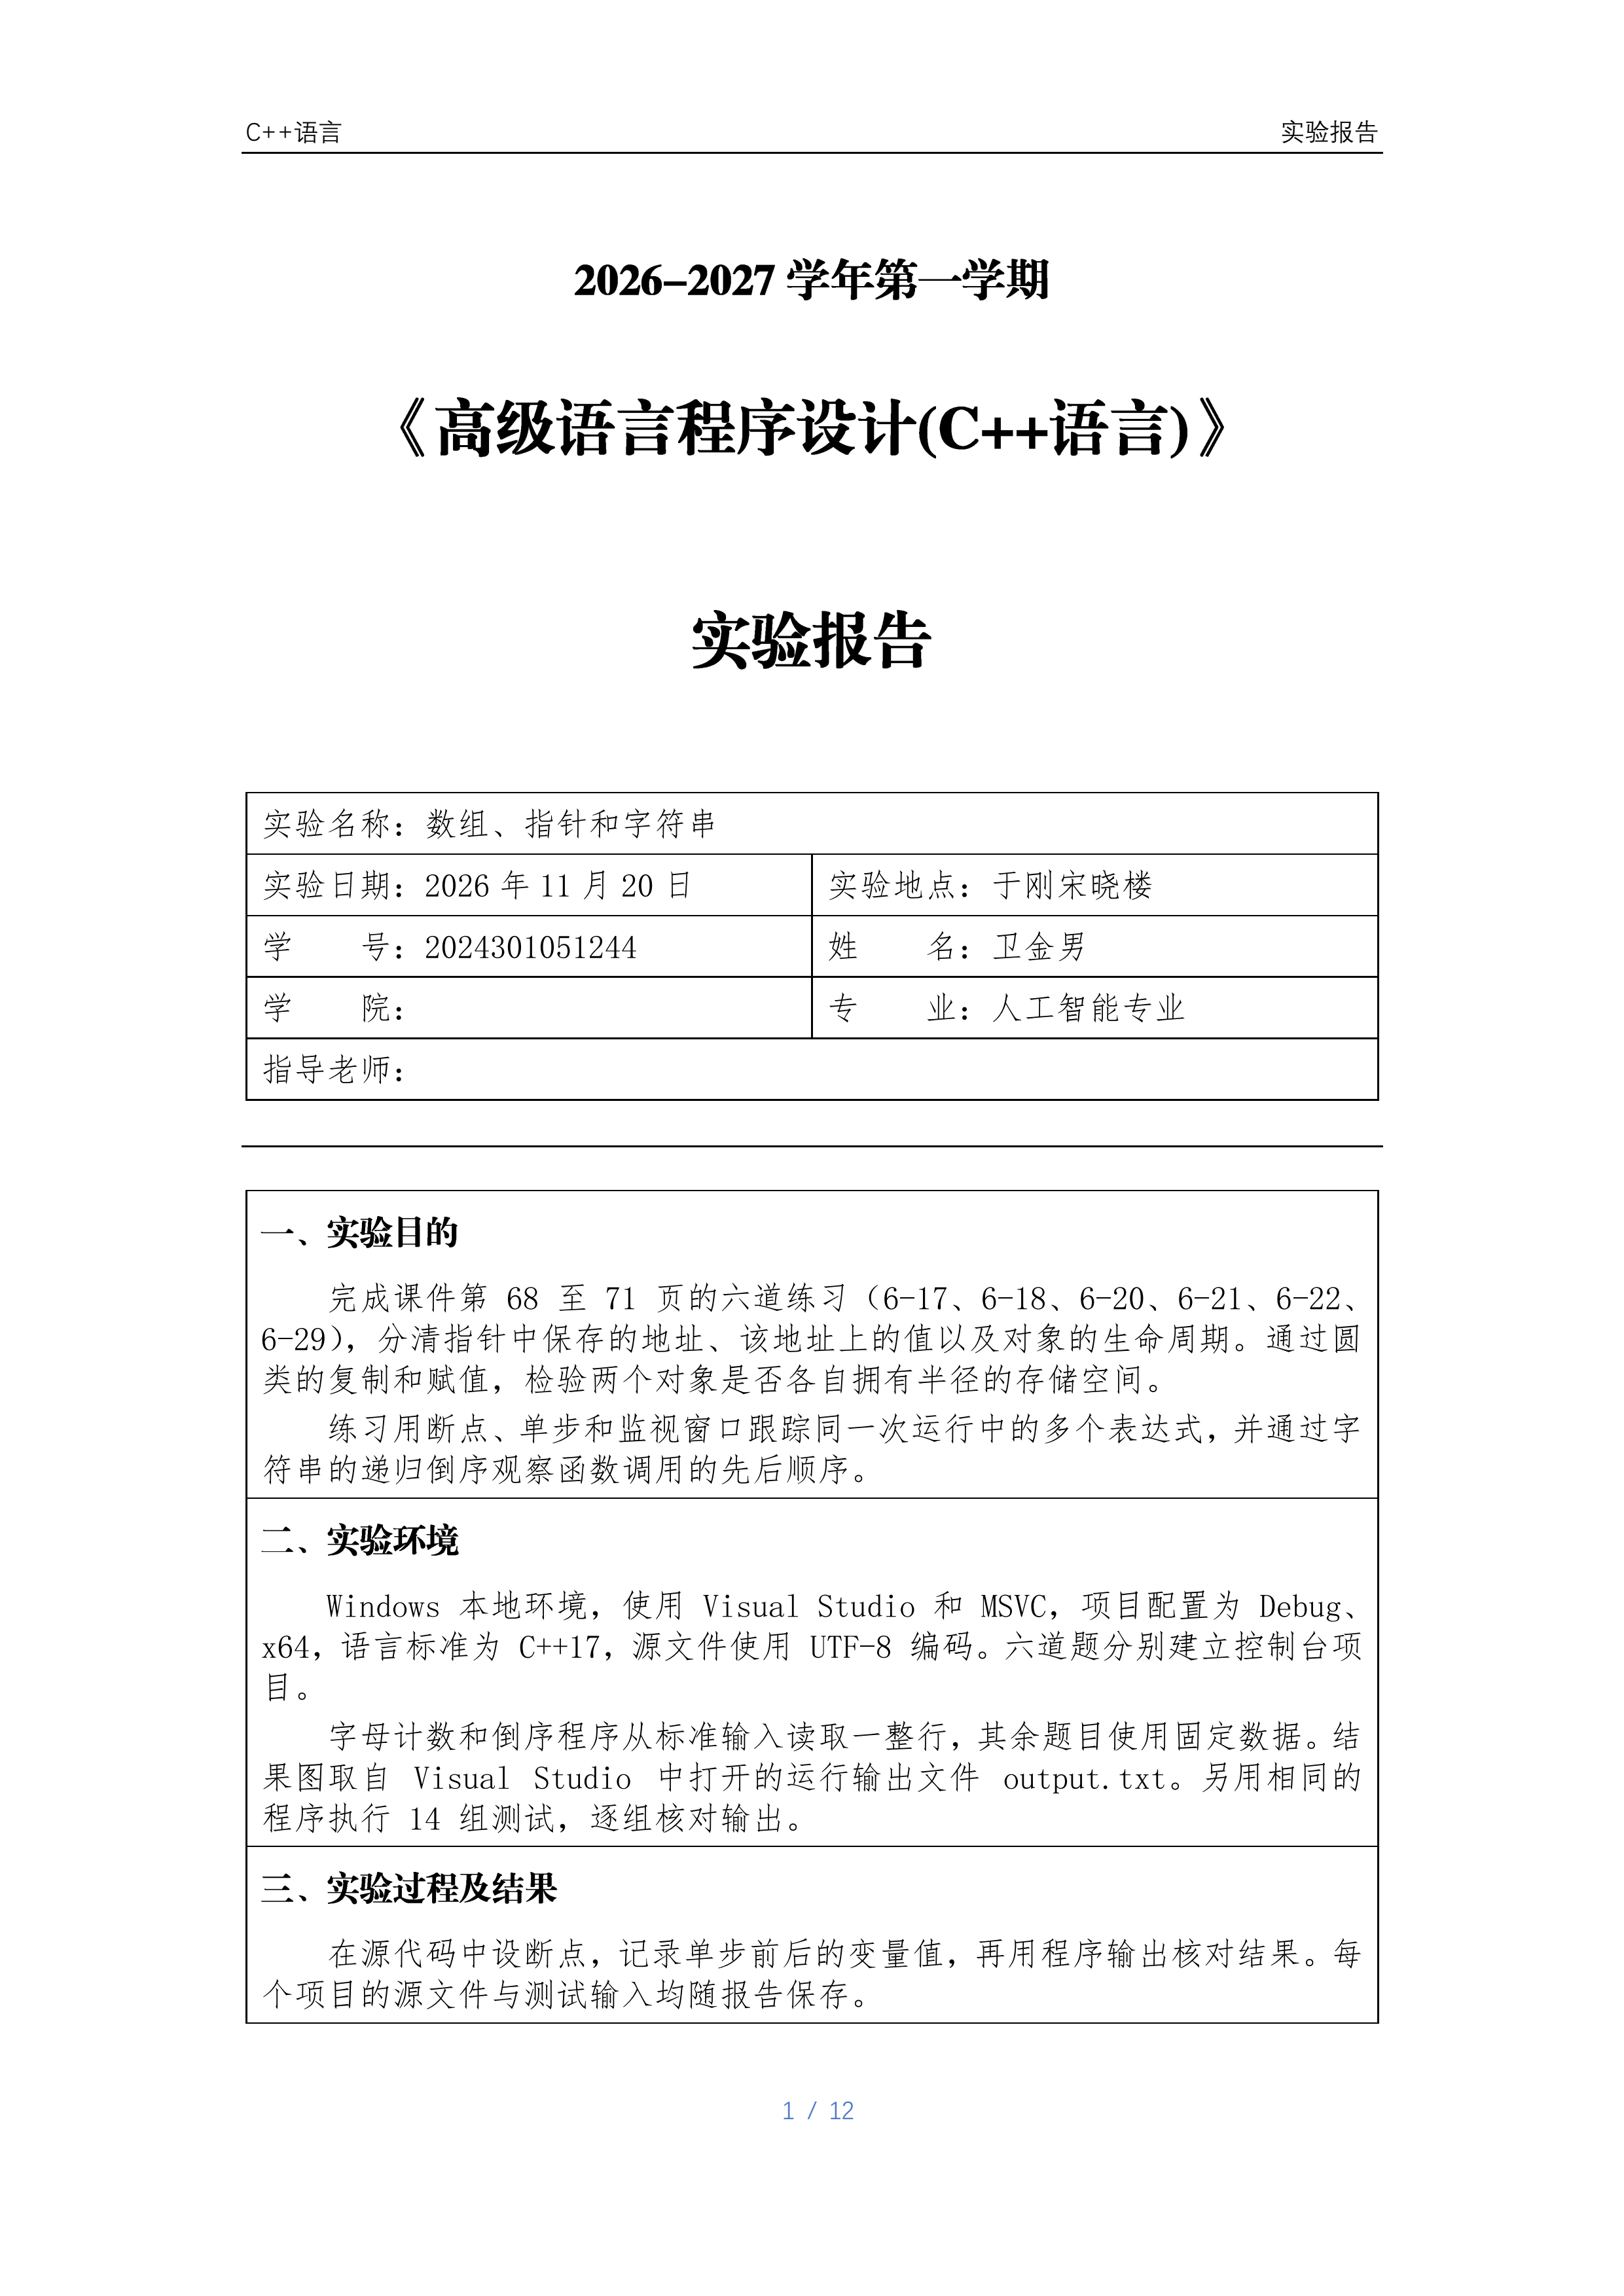 C++语言 实验报告
2026-2027 学年第一学期
《高级语言程序设计(C++语言)》
实验报告
实验名称：数组、指针和字符串
实验日期：2026 年 11 月 20 日 实验地点：于刚宋晓楼
学 号：2024301051244 姓 名：卫金男
学 院： 专 业：人工智能专业
指导老师：
一、实验目的
完成课件第 68 至 71 页的六道练习（6-17、6-18、6-20、6-21、6-22、
6-29），分清指针中保存的地址、该地址上的值以及对象的生命周期。通过圆
类的复制和赋值，检验两个对象是否各自拥有半径的存储空间。
练习用断点、单步和监视窗口跟踪同一次运行中的多个表达式，并通过字
符串的递归倒序观察函数调用的先后顺序。
二、实验环境
Windows 本地环境，使用 Visual Studio 和 MSVC，项目配置为 Debug、
x64，语言标准为 C++17，源文件使用 UTF-8 编码。六道题分别建立控制台项
目。
字母计数和倒序程序从标准输入读取一整行，其余题目使用固定数据。结
果图取自 Visual Studio 中打开的运行输出文件 output.txt。另用相同的
程序执行 14 组测试，逐组核对输出。
三、实验过程及结果
在源代码中设断点，记录单步前后的变量值，再用程序输出核对结果。每
个项目的源文件与测试输入均随报告保存。
1 / 12